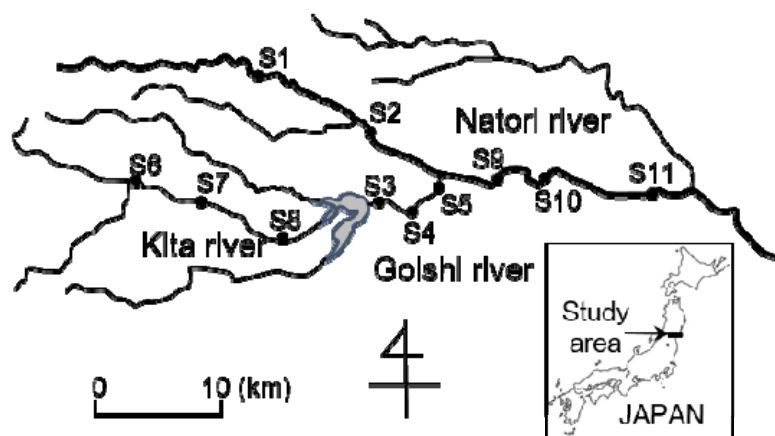 S1
S2
Natori river
S6
S7
S3
S9
S11
S8
S5
S10
S4
Kita river
Goishi river
Study
area
0 10 (km)
JAPAN